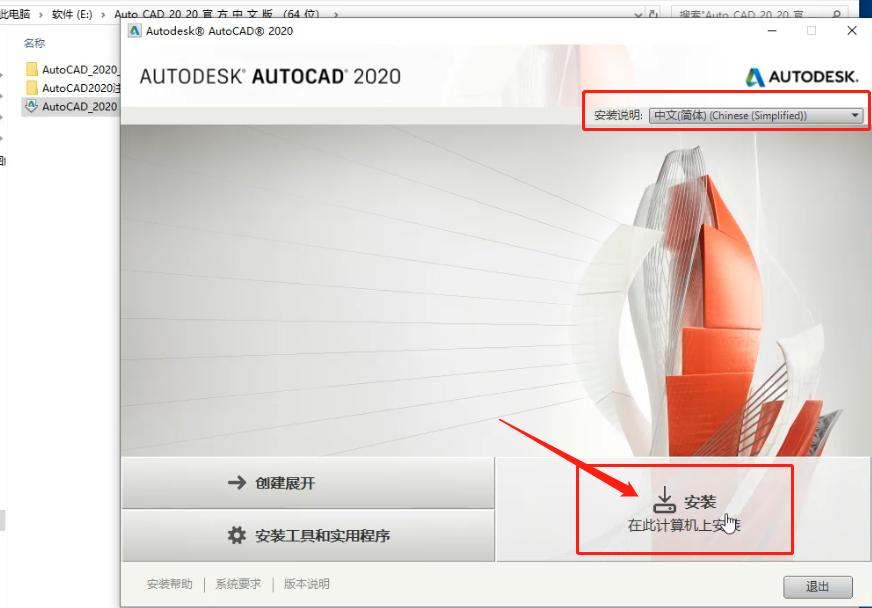 此电脑 › 软件 (E:) › Auto CAD 20 20 官 方 中 文 版 (64 位) ›
搜索"Auto CAD 20 20 官
名称
AutoCAD_2020_
AutoCAD2020注
AutoCAD_2020
Autodesk® AutoCAD® 2020
AUTODESK® AUTOCAD® 2020
AUTODESK.
安装说明: 中文(简体) (Chinese (Simplified))
创建展开
安装工具和实用程序
安装
在此计算机上安装
安装帮助 | 系统要求 | 版本说明
退出